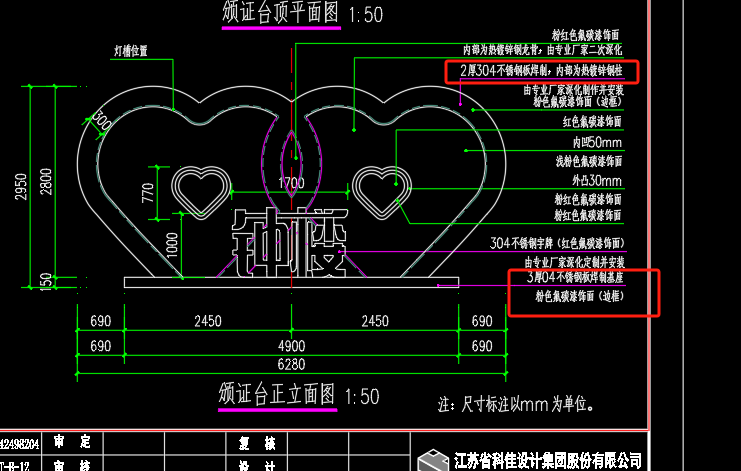 颁证台顶平面图 1:50
灯槽位置
粉红色氟碳漆饰面
内部为热镀锌钢龙骨，由专业厂家二次深化
2厚304不锈钢板焊制，内部为热镀锌钢柱
由专业厂家深化制作并安装
粉色氟碳漆饰面（边框）
红色氟碳漆饰面
内凹50mm
浅粉色氟碳漆饰面
外凸30mm
粉红色氟碳漆饰面
粉红色氟碳漆饰面
304不锈钢字牌（红色氟碳漆饰面）
由专业厂家深化定制并安装
3厚04不锈钢板焊制基座
粉色氟碳漆饰面（边框）
300
2950
2800
150
770
1700
1000
钟楼
690 2450 2450 690
690 4900 690
6280
颁证台正立面图 1:50
注：尺寸标注以mm为单位。
42498204 审 定 复 核
T-B-12 审 核 设 计
江苏省科佳设计集团股份有限公司